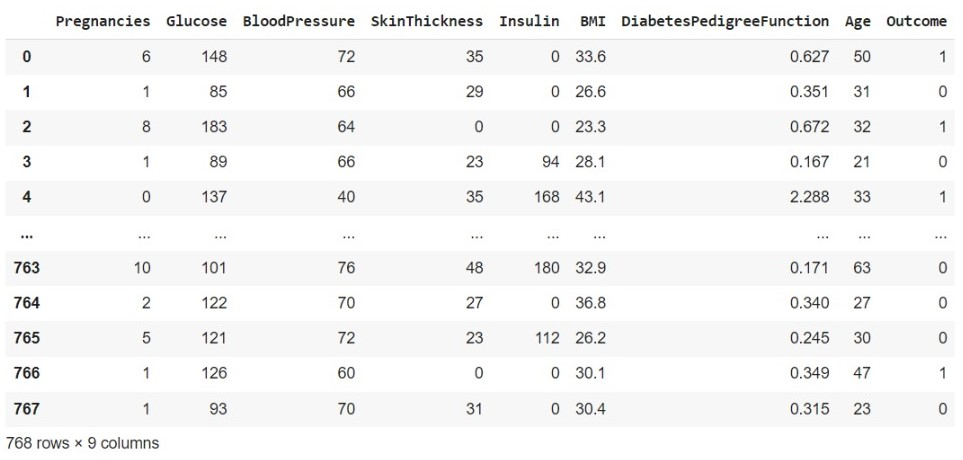 Pregnancies Glucose BloodPressure SkinThickness Insulin BMI DiabetesPedigreeFunction Age Outcome
0 6 148 72 35 0 33.6 0.627 50 1
1 1 85 66 29 0 26.6 0.351 31 0
2 8 183 64 0 0 23.3 0.672 32 1
3 1 89 66 23 94 28.1 0.167 21 0
4 0 137 40 35 168 43.1 2.288 33 1
... ... ... ... ... ... ... ... ... ...
763 10 101 76 48 180 32.9 0.171 63 0
764 2 122 70 27 0 36.8 0.340 27 0
765 5 121 72 23 112 26.2 0.245 30 0
766 1 126 60 0 0 30.1 0.349 47 1
767 1 93 70 31 0 30.4 0.315 23 0
768 rows × 9 columns